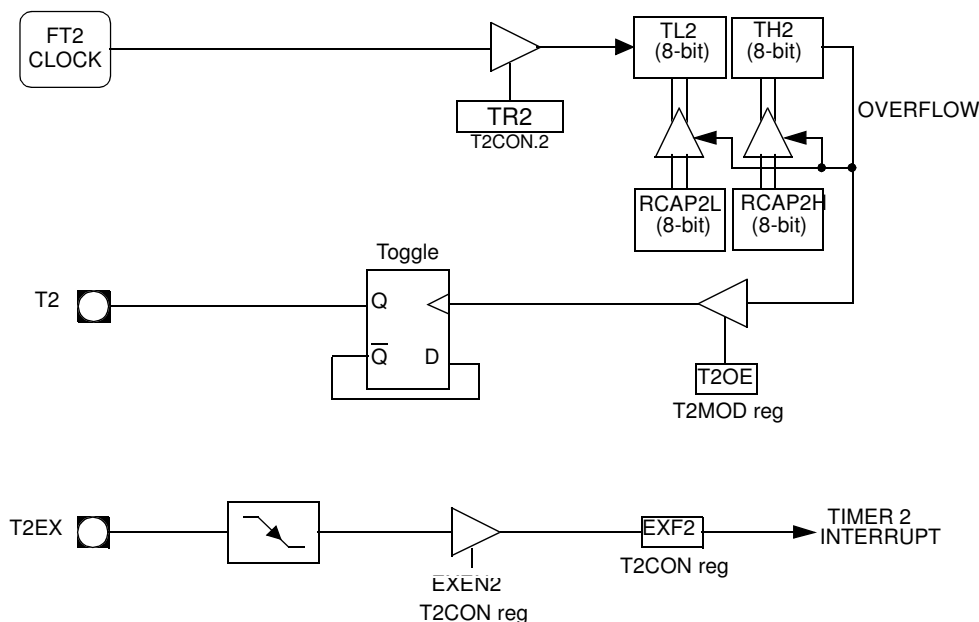 FT2
CLOCK
TL2
(8-bit)
TH2
(8-bit)
OVERFLOW
TR2
T2CON.2
RCAP2L
(8-bit)
RCAP2H
(8-bit)
Toggle
T2
Q
Q
D
T2OE
T2MOD reg
T2EX
EXEN2
T2CON reg
EXF2
T2CON reg
TIMER 2
INTERRUPT